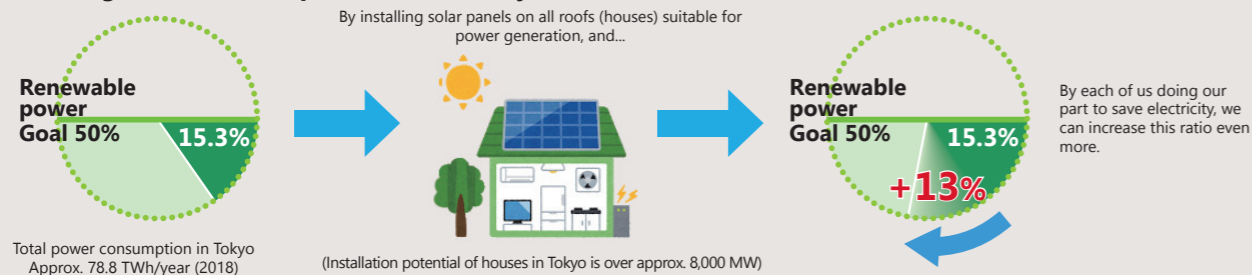 By installing solar panels on all roofs (houses) suitable for
power generation, and...
Renewable
power
Goal 50%
15.3%
Total power consumption in Tokyo
Approx. 78.8 TWh/year (2018)
(Installation potential of houses in Tokyo is over approx. 8,000 MW)
Renewable
power
Goal 50%
15.3%
+13%
By each of us doing our
part to save electricity, we
can increase this ratio even
more.